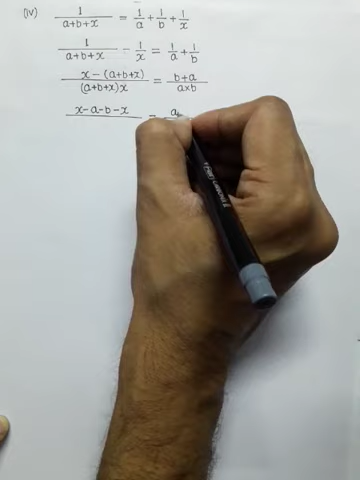 (iv) 1/(a+b+x) = 1/a + 1/b + 1/x
1/(a+b+x) - 1/x = 1/a + 1/b
(x-(a+b+x))/((a+b+x)x) = (b+a)/(a×b)
x-a-b-x = a